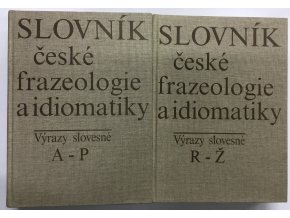 SLOVNÍK
české
frazeologie
a idiomatiky
Výrazy slovesné
A - P
SLOVNÍK
české
frazeologie
a idiomatiky
Výrazy slovesné
R - Ž